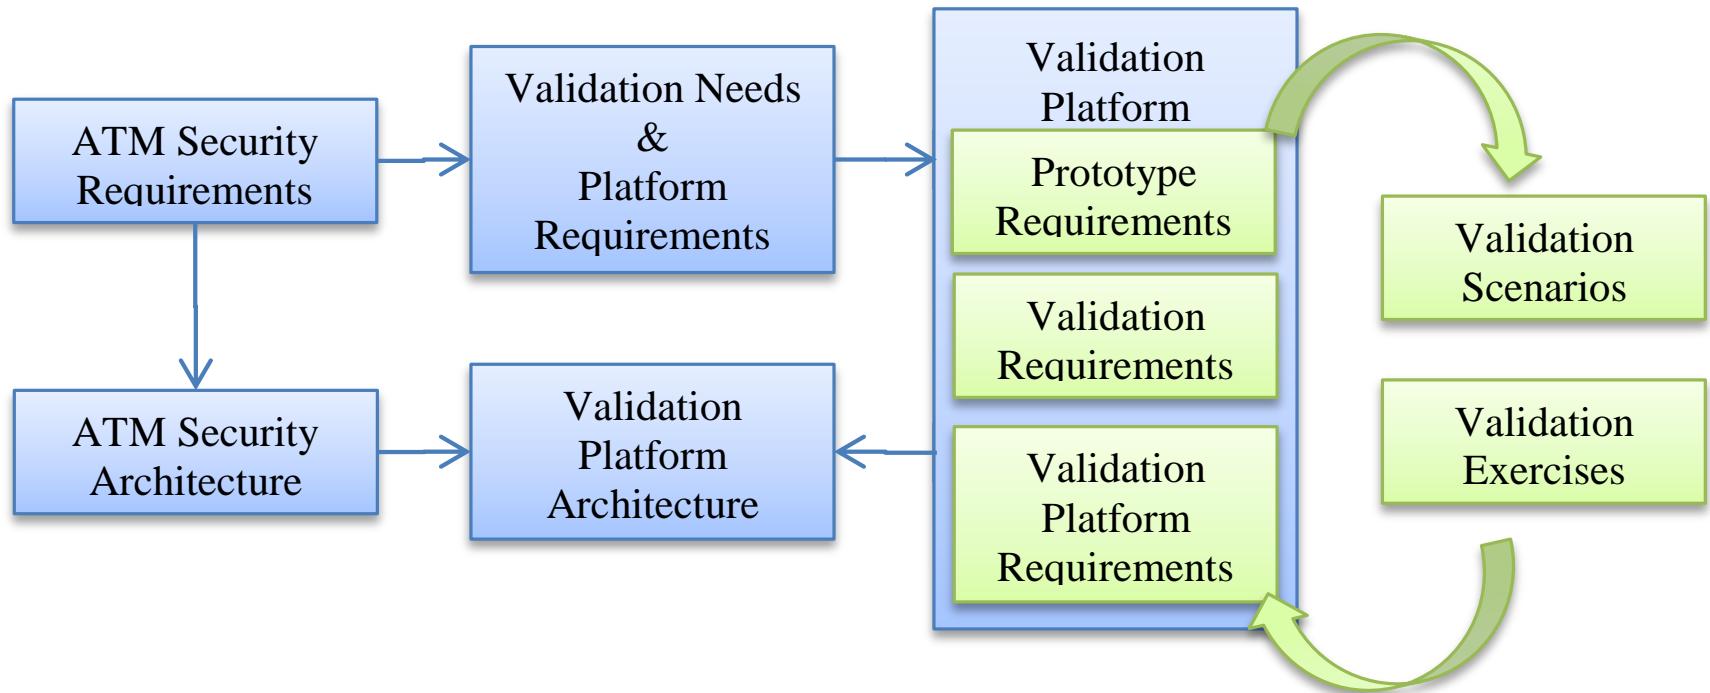 ATM Security
Requirements
Validation Needs
&
Platform
Requirements
Validation
Platform
Prototype
Requirements
Validation
Requirements
Validation
Platform
Requirements
Validation
Scenarios
Validation
Exercises
ATM Security
Architecture
Validation
Platform
Architecture